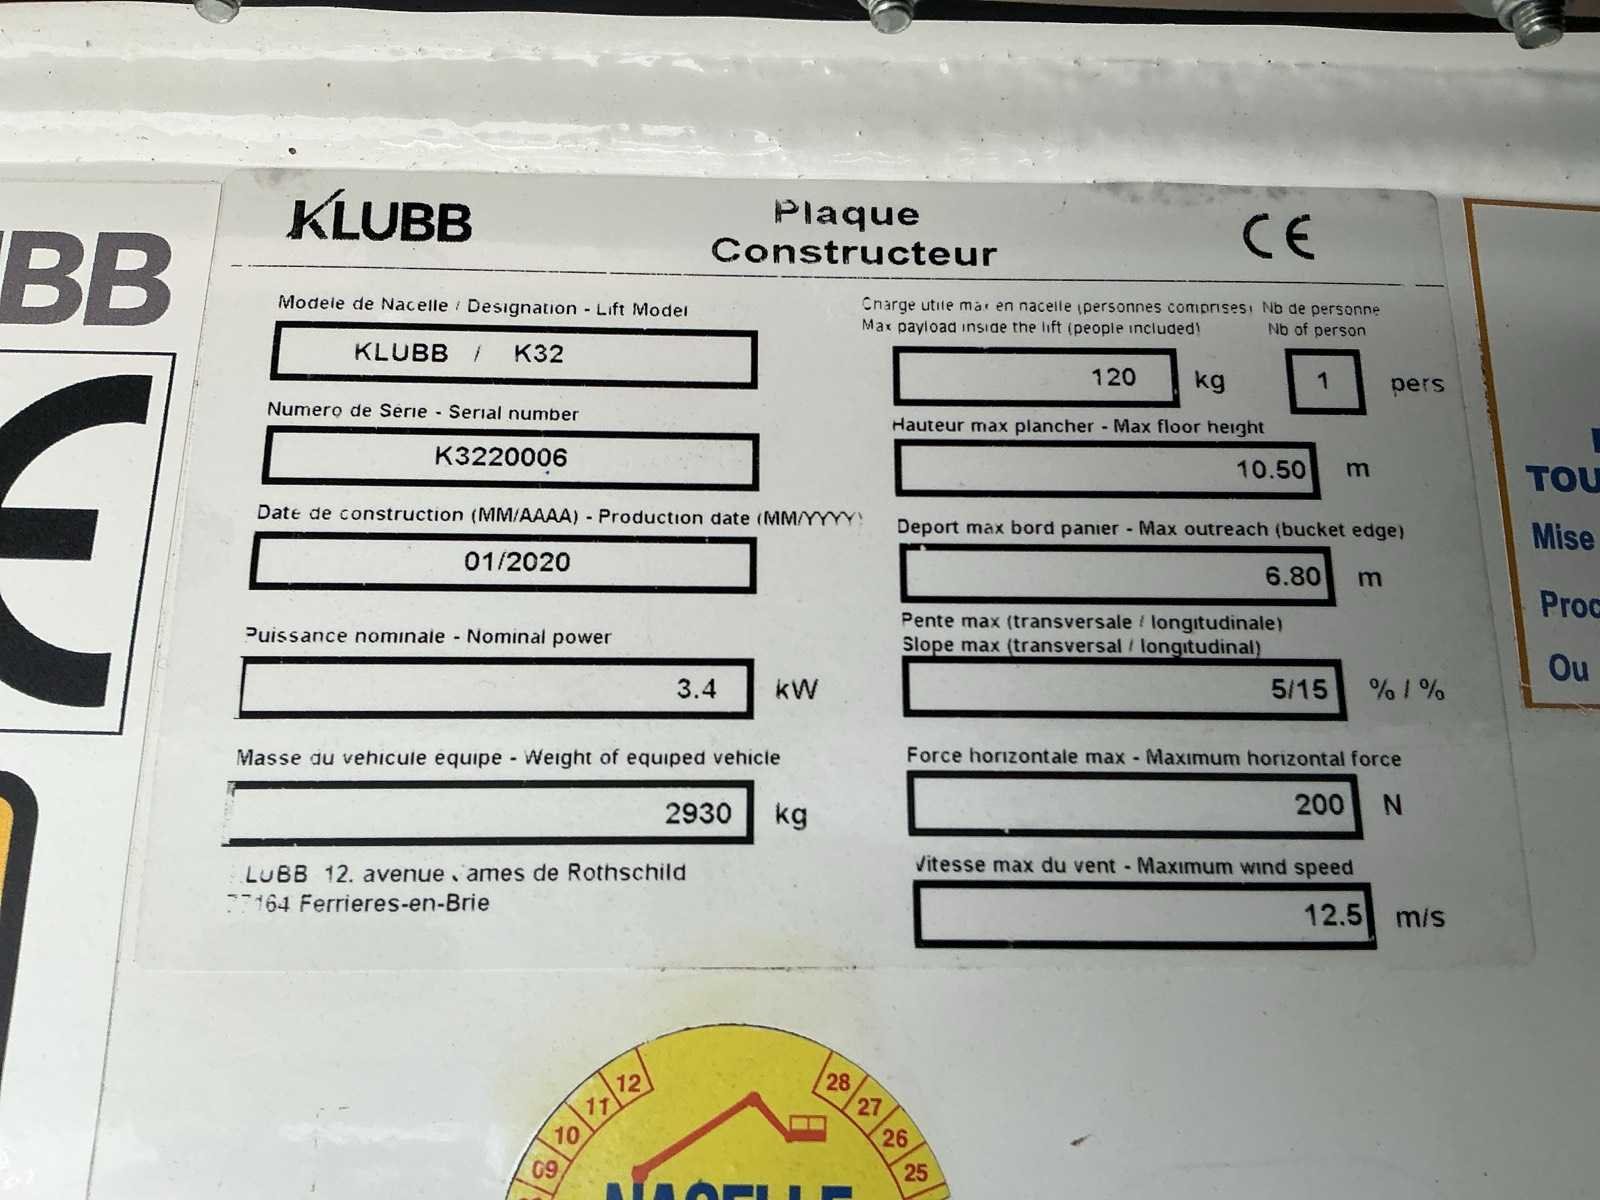 KLUBB
Plaque
Constructeur
CE
Modele de Nacelle / Designation - Lift Model
KLUBB / K32
Numero de Serie - Serial number
K3220006
Date de construction (MM/AAAA) - Production date (MM/YYYY)
01/2020
Puissance nominale - Nominal power
3.4 kW
Masse du vehicule equipe - Weight of equiped vehicle
2930 kg
LUBB 12. avenue James de Rothschild
77164 Ferrieres-en-Brie
Charge utile max en nacelle (personnes comprises) Nb de personne
Max payload inside the lift (people included) Nb of person
120 kg 1 pers
Hauteur max plancher - Max floor height
10.50 m
Deport max bord panier - Max outreach (bucket edge)
6.80 m
Pente max (transversale / longitudinale)
Slope max (transversal / longitudinal)
5/15 % / %
Force horizontale max - Maximum horizontal force
200 N
Vitesse max du vent - Maximum wind speed
12.5 m/s
BB
TOU
Mise
Proc
Ou
12 28
11 27
10 26
09 25
NACELLE